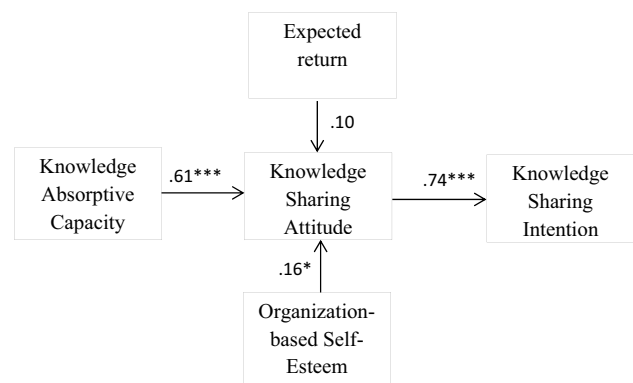 Expected
return
.10
Knowledge
Absorptive
Capacity
.61***
Knowledge
Sharing
Attitude
.74***
Knowledge
Sharing
Intention
.16*
Organization-
based Self-
Esteem